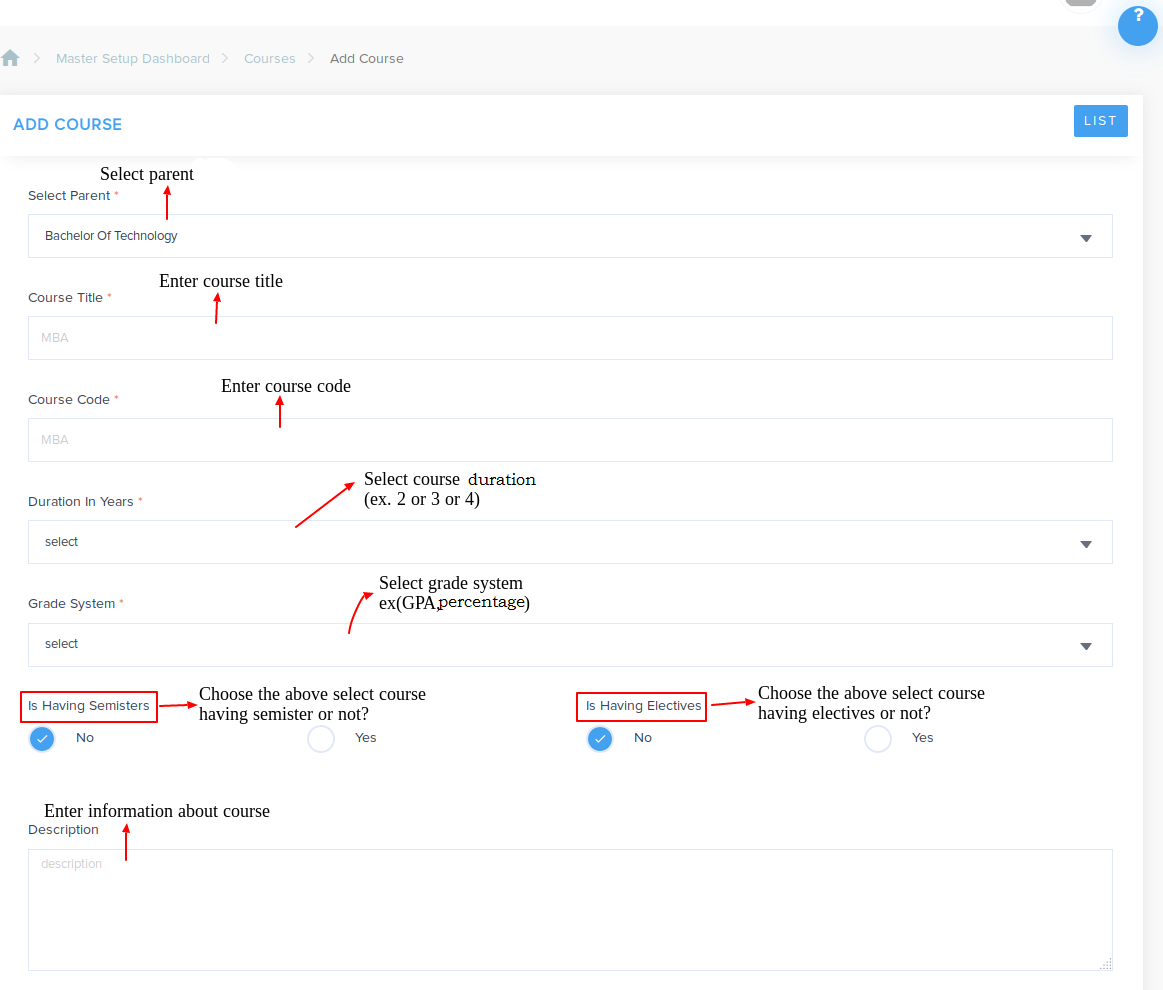 ?
Master Setup Dashboard Courses Add Course
ADD COURSE
LIST
Select parent
Select Parent *
Bachelor Of Technology
Enter course title
Course Title *
MBA
Enter course code
Course Code *
MBA
Select course duration
(ex. 2 or 3 or 4)
Duration In Years *
select
Select grade system
ex(GPA,percentage)
Grade System *
select
Is Having Semisters
Choose the above select course
having semister or not?
No
Yes
Is Having Electives
Choose the above select course
having electives or not?
No
Yes
Enter information about course
Description
description